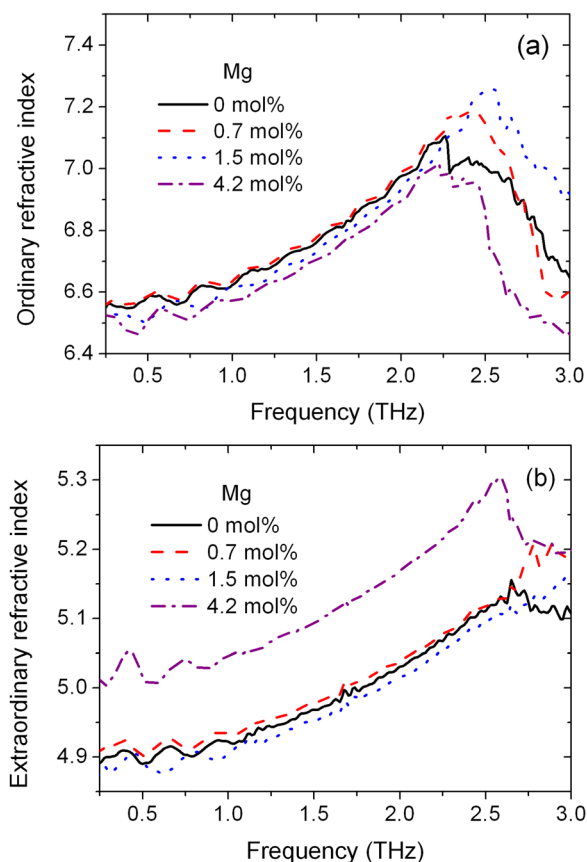 (a)
Mg
0 mol%
0.7 mol%
1.5 mol%
4.2 mol%
Ordinary refractive index
7.4
7.2
7.0
6.8
6.6
6.4
0.5 1.0 1.5 2.0 2.5 3.0
Frequency (THz)
(b)
Mg
0 mol%
0.7 mol%
1.5 mol%
4.2 mol%
Extraordinary refractive index
5.3
5.2
5.1
5.0
4.9
0.5 1.0 1.5 2.0 2.5 3.0
Frequency (THz)